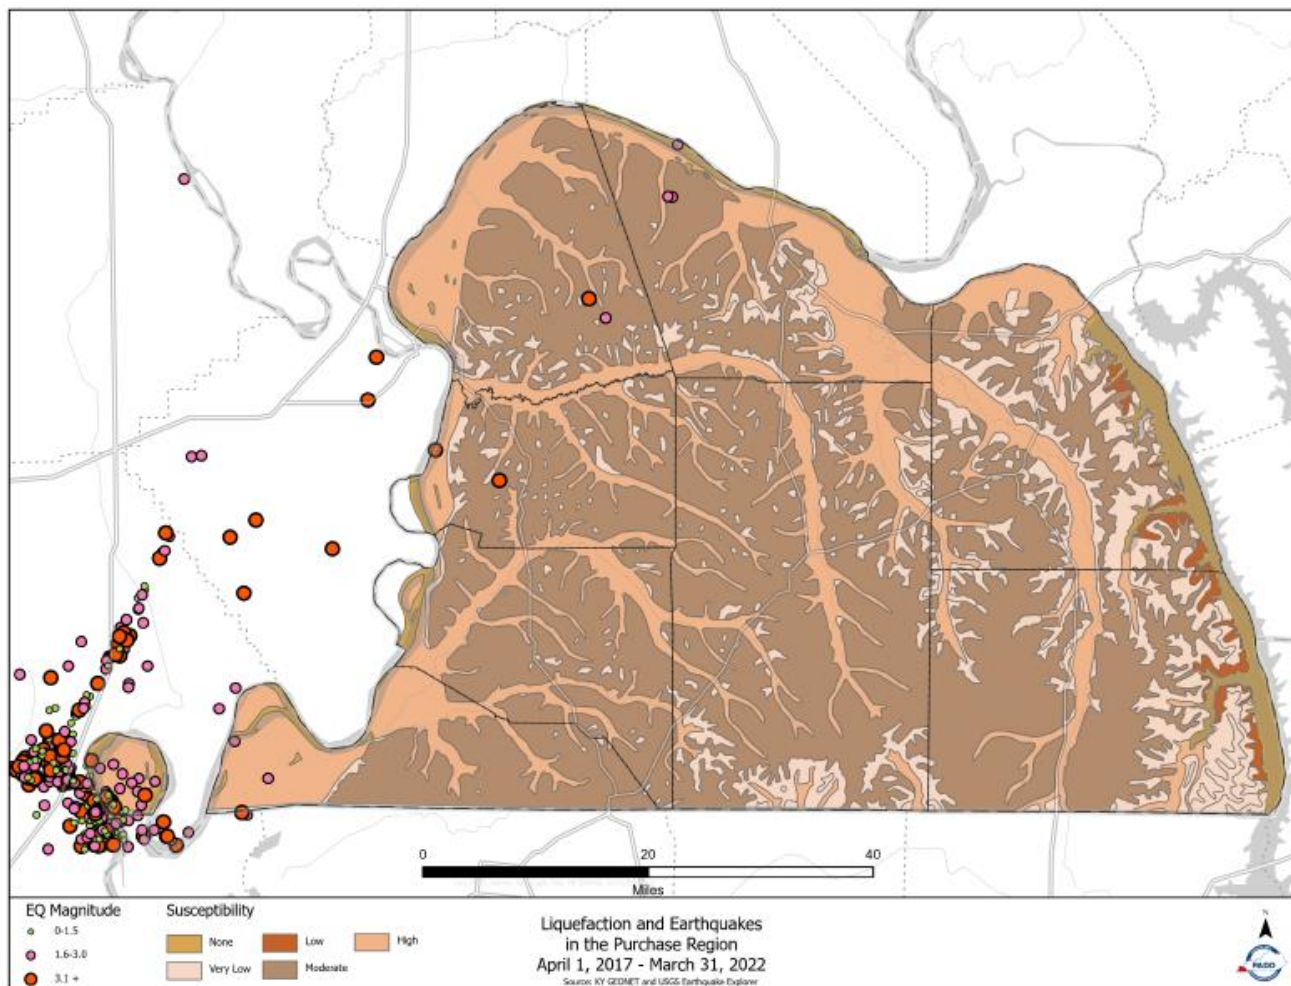 0 20 40
Miles
EQ Magnitude
0-1.5
1.6-3.0
3.1 +
Susceptibility
None
Low
High
Very Low
Moderate
Liquefaction and Earthquakes
in the Purchase Region
April 1, 2017 - March 31, 2022
Source: KY GEONET and USGS Earthquake Explorer
N
PADD